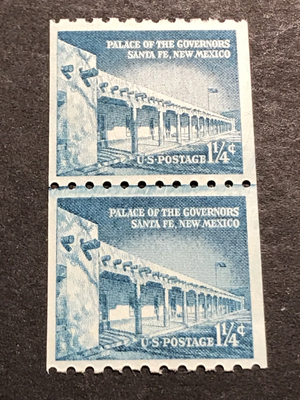 PALACE OF THE GOVERNORS
SANTA FE, NEW MEXICO
U·S·POSTAGE 1¼¢
PALACE OF THE GOVERNORS
SANTA FE, NEW MEXICO
U·S·POSTAGE 1¼¢